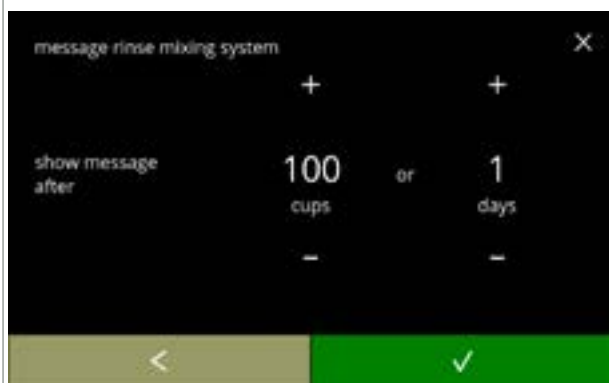 message rinse mixing system
+ +
show message
after
100 or 1
cups days
- -